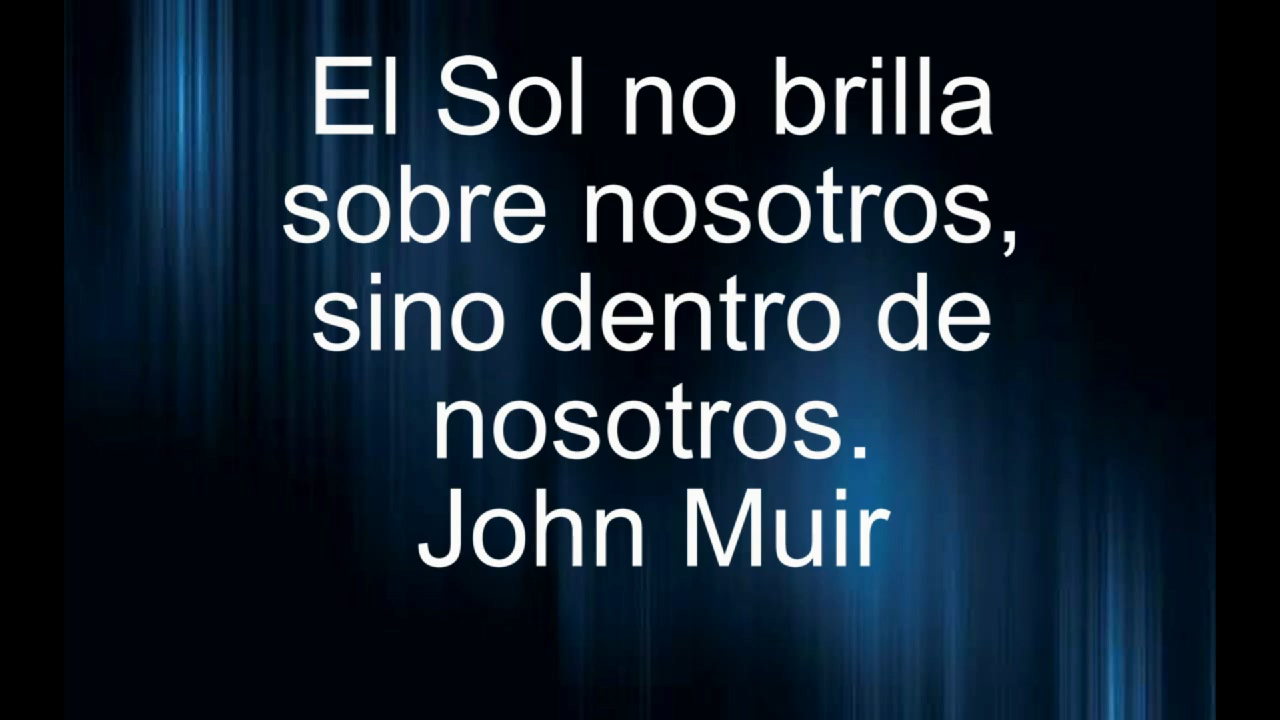 El Sol no brilla
sobre nosotros,
sino dentro de
nosotros.
John Muir